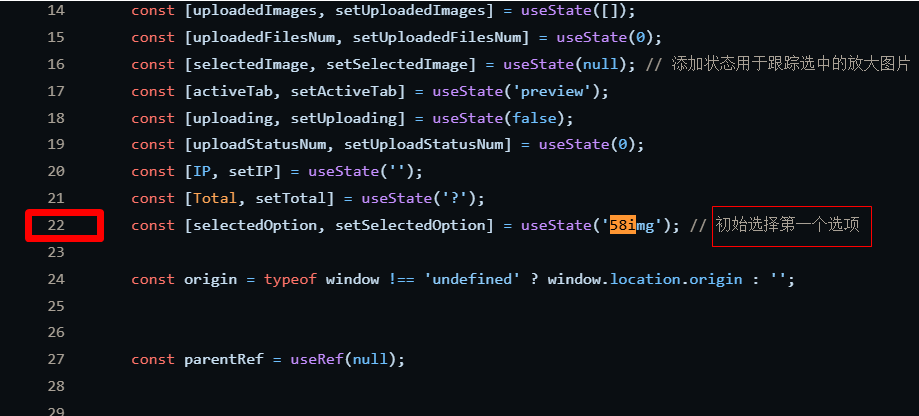 14 const [uploadedImages, setUploadedImages] = useState([]);
15 const [uploadedFilesNum, setUploadedFilesNum] = useState(0);
16 const [selectedImage, setSelectedImage] = useState(null); // 添加状态用于跟踪选中的放大图片
17 const [activeTab, setActiveTab] = useState('preview');
18 const [uploading, setUploading] = useState(false);
19 const [uploadStatusNum, setUploadStatusNum] = useState(0);
20 const [IP, setIP] = useState('');
21 const [Total, setTotal] = useState('?');
22 const [selectedOption, setSelectedOption] = useState('58img'); // 初始选择第一个选项
23
24 const origin = typeof window !== 'undefined' ? window.location.origin : '';
25
26
27 const parentRef = useRef(null);
28
29